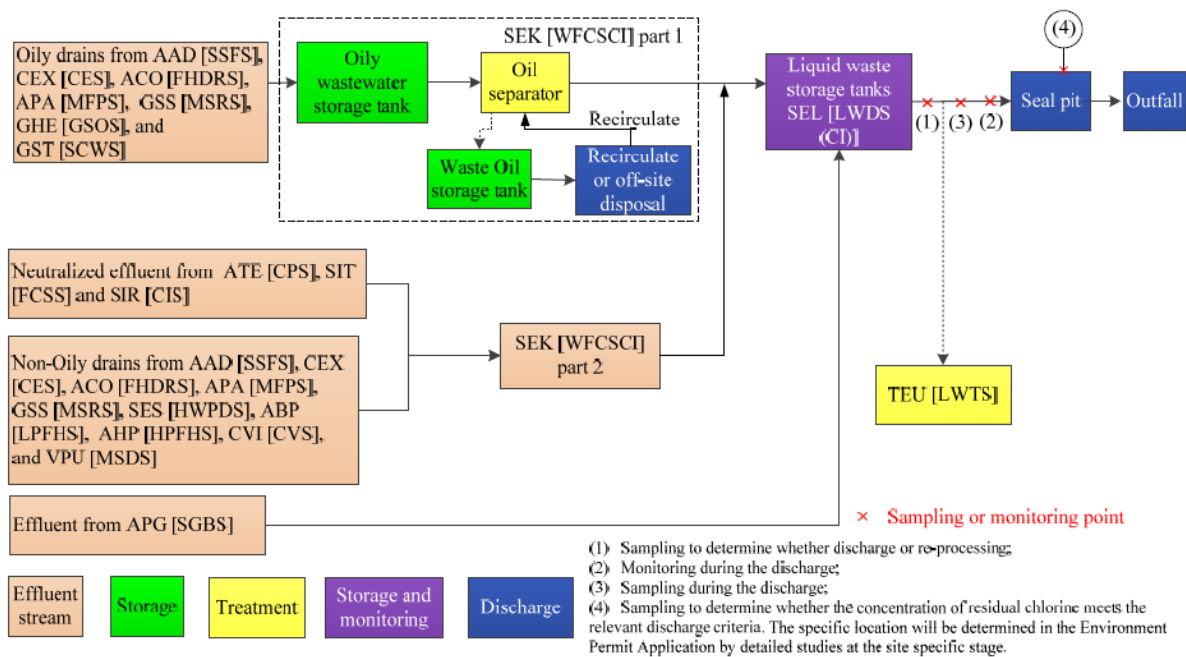 SEK [WFCSCI] part 1
Oily drains from AAD [SSFS],
CEX [CES], ACO [FHDRS],
APA [MFPS], GSS [MSRS],
GHE [GSOS], and
GST [SCWS]
Oily
wastewater
storage tank
Oil
separator
Recirculate
Waste Oil
storage tank
Recirculate
or off-site
disposal
Liquid waste
storage tanks
SEL [LWDS
(CI)]
(1)
(3)
(2)
(4)
Seal pit
Outfall
Neutralized effluent from ATE [CPS], SIT
[FCSS] and SIR [CIS]
Non-Oily drains from AAD [SSFS], CEX
[CES], ACO [FHDRS], APA [MFPS],
GSS [MSRS], SES [HWPDS], ABP
[LPFHS], AHP [HPFHS], CVI [CVS],
and VPU [MSDS]
SEK [WFCSCI]
part 2
TEU [LWTS]
Effluent from APG [SGBS]
× Sampling or monitoring point
(1) Sampling to determine whether discharge or re-processing;
(2) Monitoring during the discharge;
(3) Sampling during the discharge;
(4) Sampling to determine whether the concentration of residual chlorine meets the
relevant discharge criteria. The specific location will be determined in the Environment
Permit Application by detailed studies at the site specific stage.
Effluent
stream
Storage
Treatment
Storage and
monitoring
Discharge